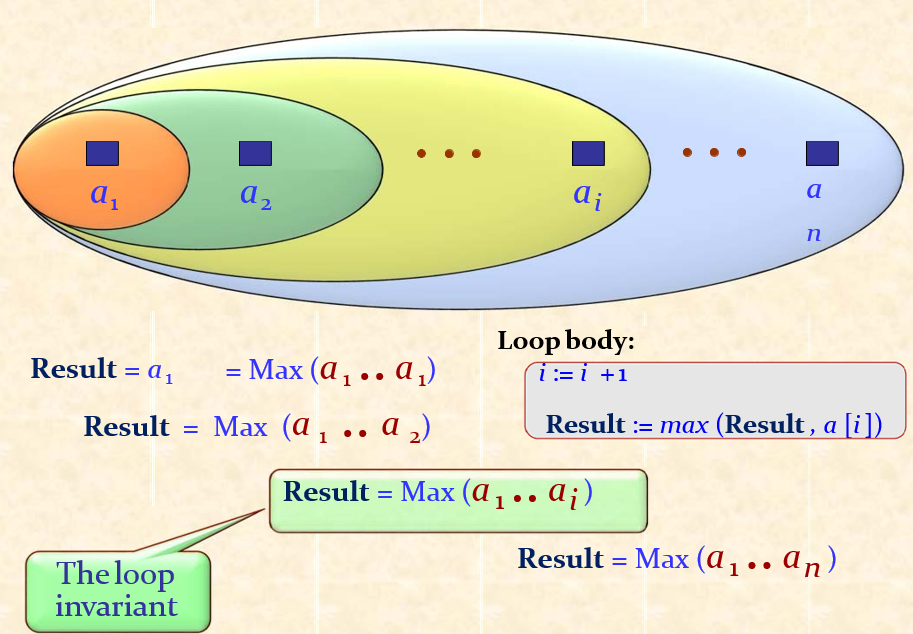 a₁ a₂ • • • aᵢ • • • a
n
Loop body:
Result = a₁ = Max (a₁ . . a₁)
i := i + 1
Result = Max (a₁ . . a₂)
Result := max (Result , a [i])
Result = Max (a₁ . . aᵢ)
Result = Max (a₁ . . aₙ)
The loop
invariant